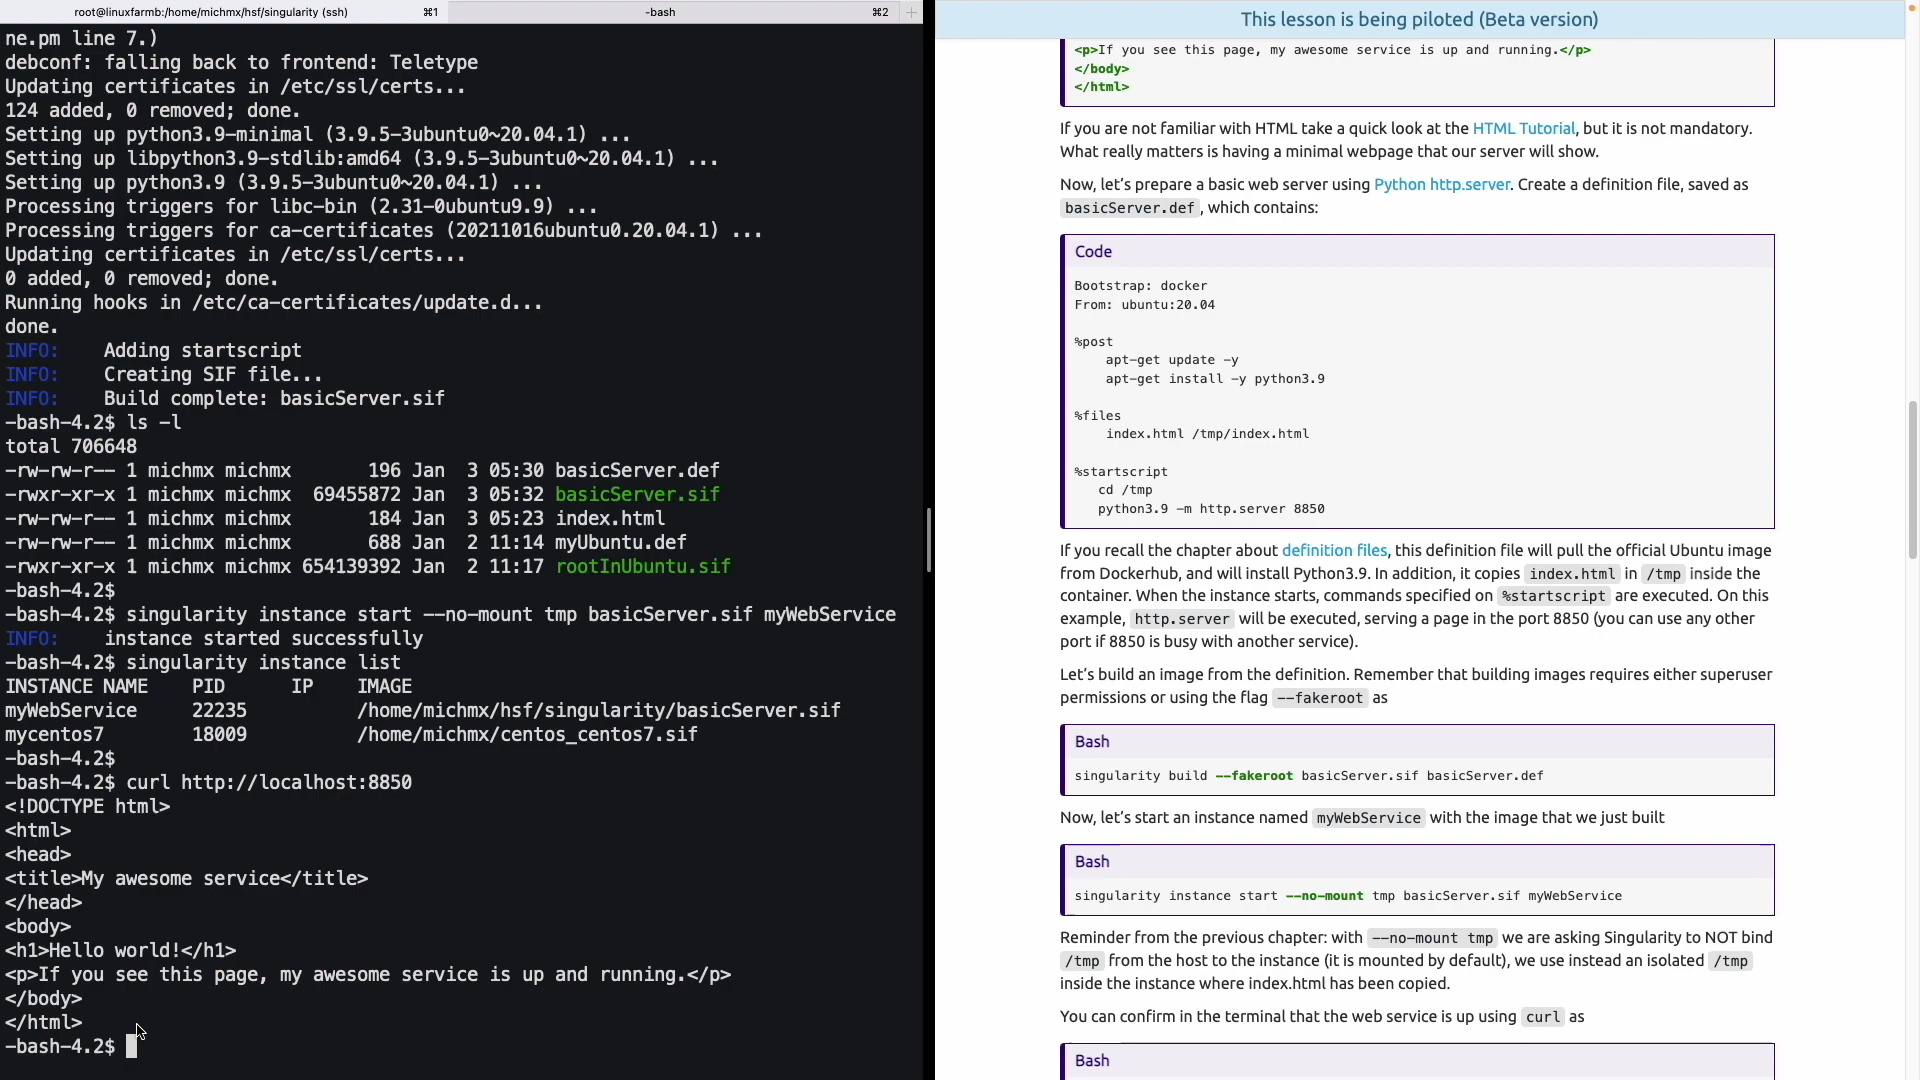 root@linuxfarmb:/home/michmx/hsf/singularity (ssh) ⌘1
-bash ⌘2
ne.pm line 7.)
debconf: falling back to frontend: Teletype
Updating certificates in /etc/ssl/certs...
124 added, 0 removed; done.
Setting up python3.9-minimal (3.9.5-3ubuntu0~20.04.1) ...
Setting up libpython3.9-stdlib:amd64 (3.9.5-3ubuntu0~20.04.1) ...
Setting up python3.9 (3.9.5-3ubuntu0~20.04.1) ...
Processing triggers for libc-bin (2.31-0ubuntu9.9) ...
Processing triggers for ca-certificates (20211016ubuntu0.20.04.1) ...
Updating certificates in /etc/ssl/certs...
0 added, 0 removed; done.
Running hooks in /etc/ca-certificates/update.d...
done.
INFO:    Adding startscript
INFO:    Creating SIF file...
INFO:    Build complete: basicServer.sif
-bash-4.2$ ls -l
total 706648
-rw-rw-r-- 1 michmx michmx       196 Jan  3 05:30 basicServer.def
-rwxr-xr-x 1 michmx michmx  69455872 Jan  3 05:32 basicServer.sif
-rw-rw-r-- 1 michmx michmx       184 Jan  3 05:23 index.html
-rw-rw-r-- 1 michmx michmx       688 Jan  2 11:14 myUbuntu.def
-rwxr-xr-x 1 michmx michmx 654139392 Jan  2 11:17 rootInUbuntu.sif
-bash-4.2$
-bash-4.2$ singularity instance start --no-mount tmp basicServer.sif myWebService
INFO:    instance started successfully
-bash-4.2$ singularity instance list
INSTANCE NAME    PID      IP    IMAGE
myWebService     22235          /home/michmx/hsf/singularity/basicServer.sif
mycentos7        18009          /home/michmx/centos_centos7.sif
-bash-4.2$
-bash-4.2$ curl http://localhost:8850
<!DOCTYPE html>
<html>
<head>
<title>My awesome service</title>
</head>
<body>
<h1>Hello world!</h1>
<p>If you see this page, my awesome service is up and running.</p>
</body>
</html>
-bash-4.2$
This lesson is being piloted (Beta version)
<p>If you see this page, my awesome service is up and running.</p>
</body>
</html>
If you are not familiar with HTML take a quick look at the HTML Tutorial, but it is not mandatory.
What really matters is having a minimal webpage that our server will show.
Now, let's prepare a basic web server using Python http.server. Create a definition file, saved as
basicServer.def, which contains:
Code
Bootstrap: docker
From: ubuntu:20.04
%post
    apt-get update -y
    apt-get install -y python3.9
%files
    index.html /tmp/index.html
%startscript
   cd /tmp
   python3.9 -m http.server 8850
If you recall the chapter about definition files, this definition file will pull the official Ubuntu image
from Dockerhub, and will install Python3.9. In addition, it copies index.html in /tmp inside the
container. When the instance starts, commands specified on %startscript are executed. On this
example, http.server will be executed, serving a page in the port 8850 (you can use any other
port if 8850 is busy with another service).
Let's build an image from the definition. Remember that building images requires either superuser
permissions or using the flag --fakeroot as
Bash
singularity build --fakeroot basicServer.sif basicServer.def
Now, let's start an instance named myWebService with the image that we just built
Bash
singularity instance start --no-mount tmp basicServer.sif myWebService
Reminder from the previous chapter: with --no-mount tmp we are asking Singularity to NOT bind
/tmp from the host to the instance (it is mounted by default), we use instead an isolated /tmp
inside the instance where index.html has been copied.
You can confirm in the terminal that the web service is up using curl as
Bash